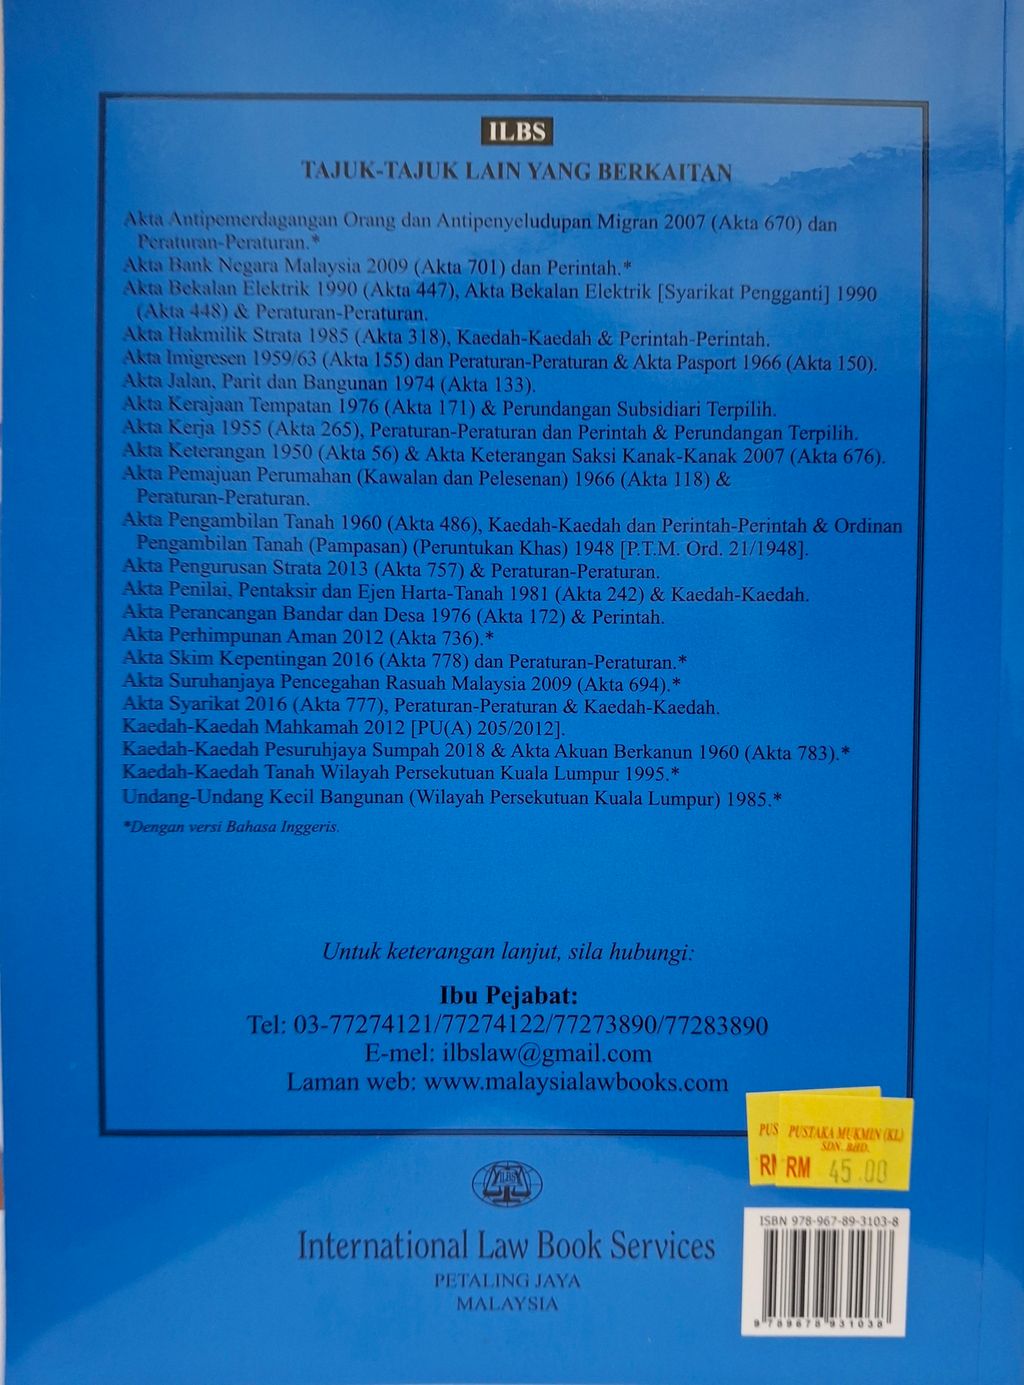 ILBS
TAJUK-TAJUK LAIN YANG BERKAITAN
Akta Antipemerdagangan Orang dan Antipenyeludupan Migran 2007 (Akta 670) dan
Peraturan-Peraturan.*
Akta Bank Negara Malaysia 2009 (Akta 701) dan Perintah.*
Akta Bekalan Elektrik 1990 (Akta 447), Akta Bekalan Elektrik [Syarikat Pengganti] 1990
(Akta 448) & Peraturan-Peraturan.
Akta Hakmilik Strata 1985 (Akta 318), Kaedah-Kaedah & Perintah-Perintah.
Akta Imigresen 1959/63 (Akta 155) dan Peraturan-Peraturan & Akta Pasport 1966 (Akta 150).
Akta Jalan, Parit dan Bangunan 1974 (Akta 133).
Akta Kerajaan Tempatan 1976 (Akta 171) & Perundangan Subsidiari Terpilih.
Akta Kerja 1955 (Akta 265), Peraturan-Peraturan dan Perintah & Perundangan Terpilih.
Akta Keterangan 1950 (Akta 56) & Akta Keterangan Saksi Kanak-Kanak 2007 (Akta 676).
Akta Pemajuan Perumahan (Kawalan dan Pelesenan) 1966 (Akta 118) &
Peraturan-Peraturan.
Akta Pengambilan Tanah 1960 (Akta 486), Kaedah-Kaedah dan Perintah-Perintah & Ordinan
Pengambilan Tanah (Pampasan) (Peruntukan Khas) 1948 [P.T.M. Ord. 21/1948].
Akta Pengurusan Strata 2013 (Akta 757) & Peraturan-Peraturan.
Akta Penilai, Pentaksir dan Ejen Harta-Tanah 1981 (Akta 242) & Kaedah-Kaedah.
Akta Perancangan Bandar dan Desa 1976 (Akta 172) & Perintah.
Akta Perhimpunan Aman 2012 (Akta 736).*
Akta Skim Kepentingan 2016 (Akta 778) dan Peraturan-Peraturan.*
Akta Suruhanjaya Pencegahan Rasuah Malaysia 2009 (Akta 694).*
Akta Syarikat 2016 (Akta 777), Peraturan-Peraturan & Kaedah-Kaedah.
Kaedah-Kaedah Mahkamah 2012 [PU(A) 205/2012].
Kaedah-Kaedah Pesuruhjaya Sumpah 2018 & Akta Akuan Berkanun 1960 (Akta 783).*
Kaedah-Kaedah Tanah Wilayah Persekutuan Kuala Lumpur 1995.*
Undang-Undang Kecil Bangunan (Wilayah Persekutuan Kuala Lumpur) 1985.*
*Dengan versi Bahasa Inggeris.
Untuk keterangan lanjut, sila hubungi:
Ibu Pejabat:
Tel: 03-77274121/77274122/77273890/77283890
E-mel: ilbslaw@gmail.com
Laman web: www.malaysialawbooks.com
PUS PUSTAKA MUKMIN (KL)
SDN. BHD.
RM RM 45.00
ILBS
International Law Book Services
PETALING JAYA
MALAYSIA
ISBN 978-967-89-3103-8
9 789678 931038